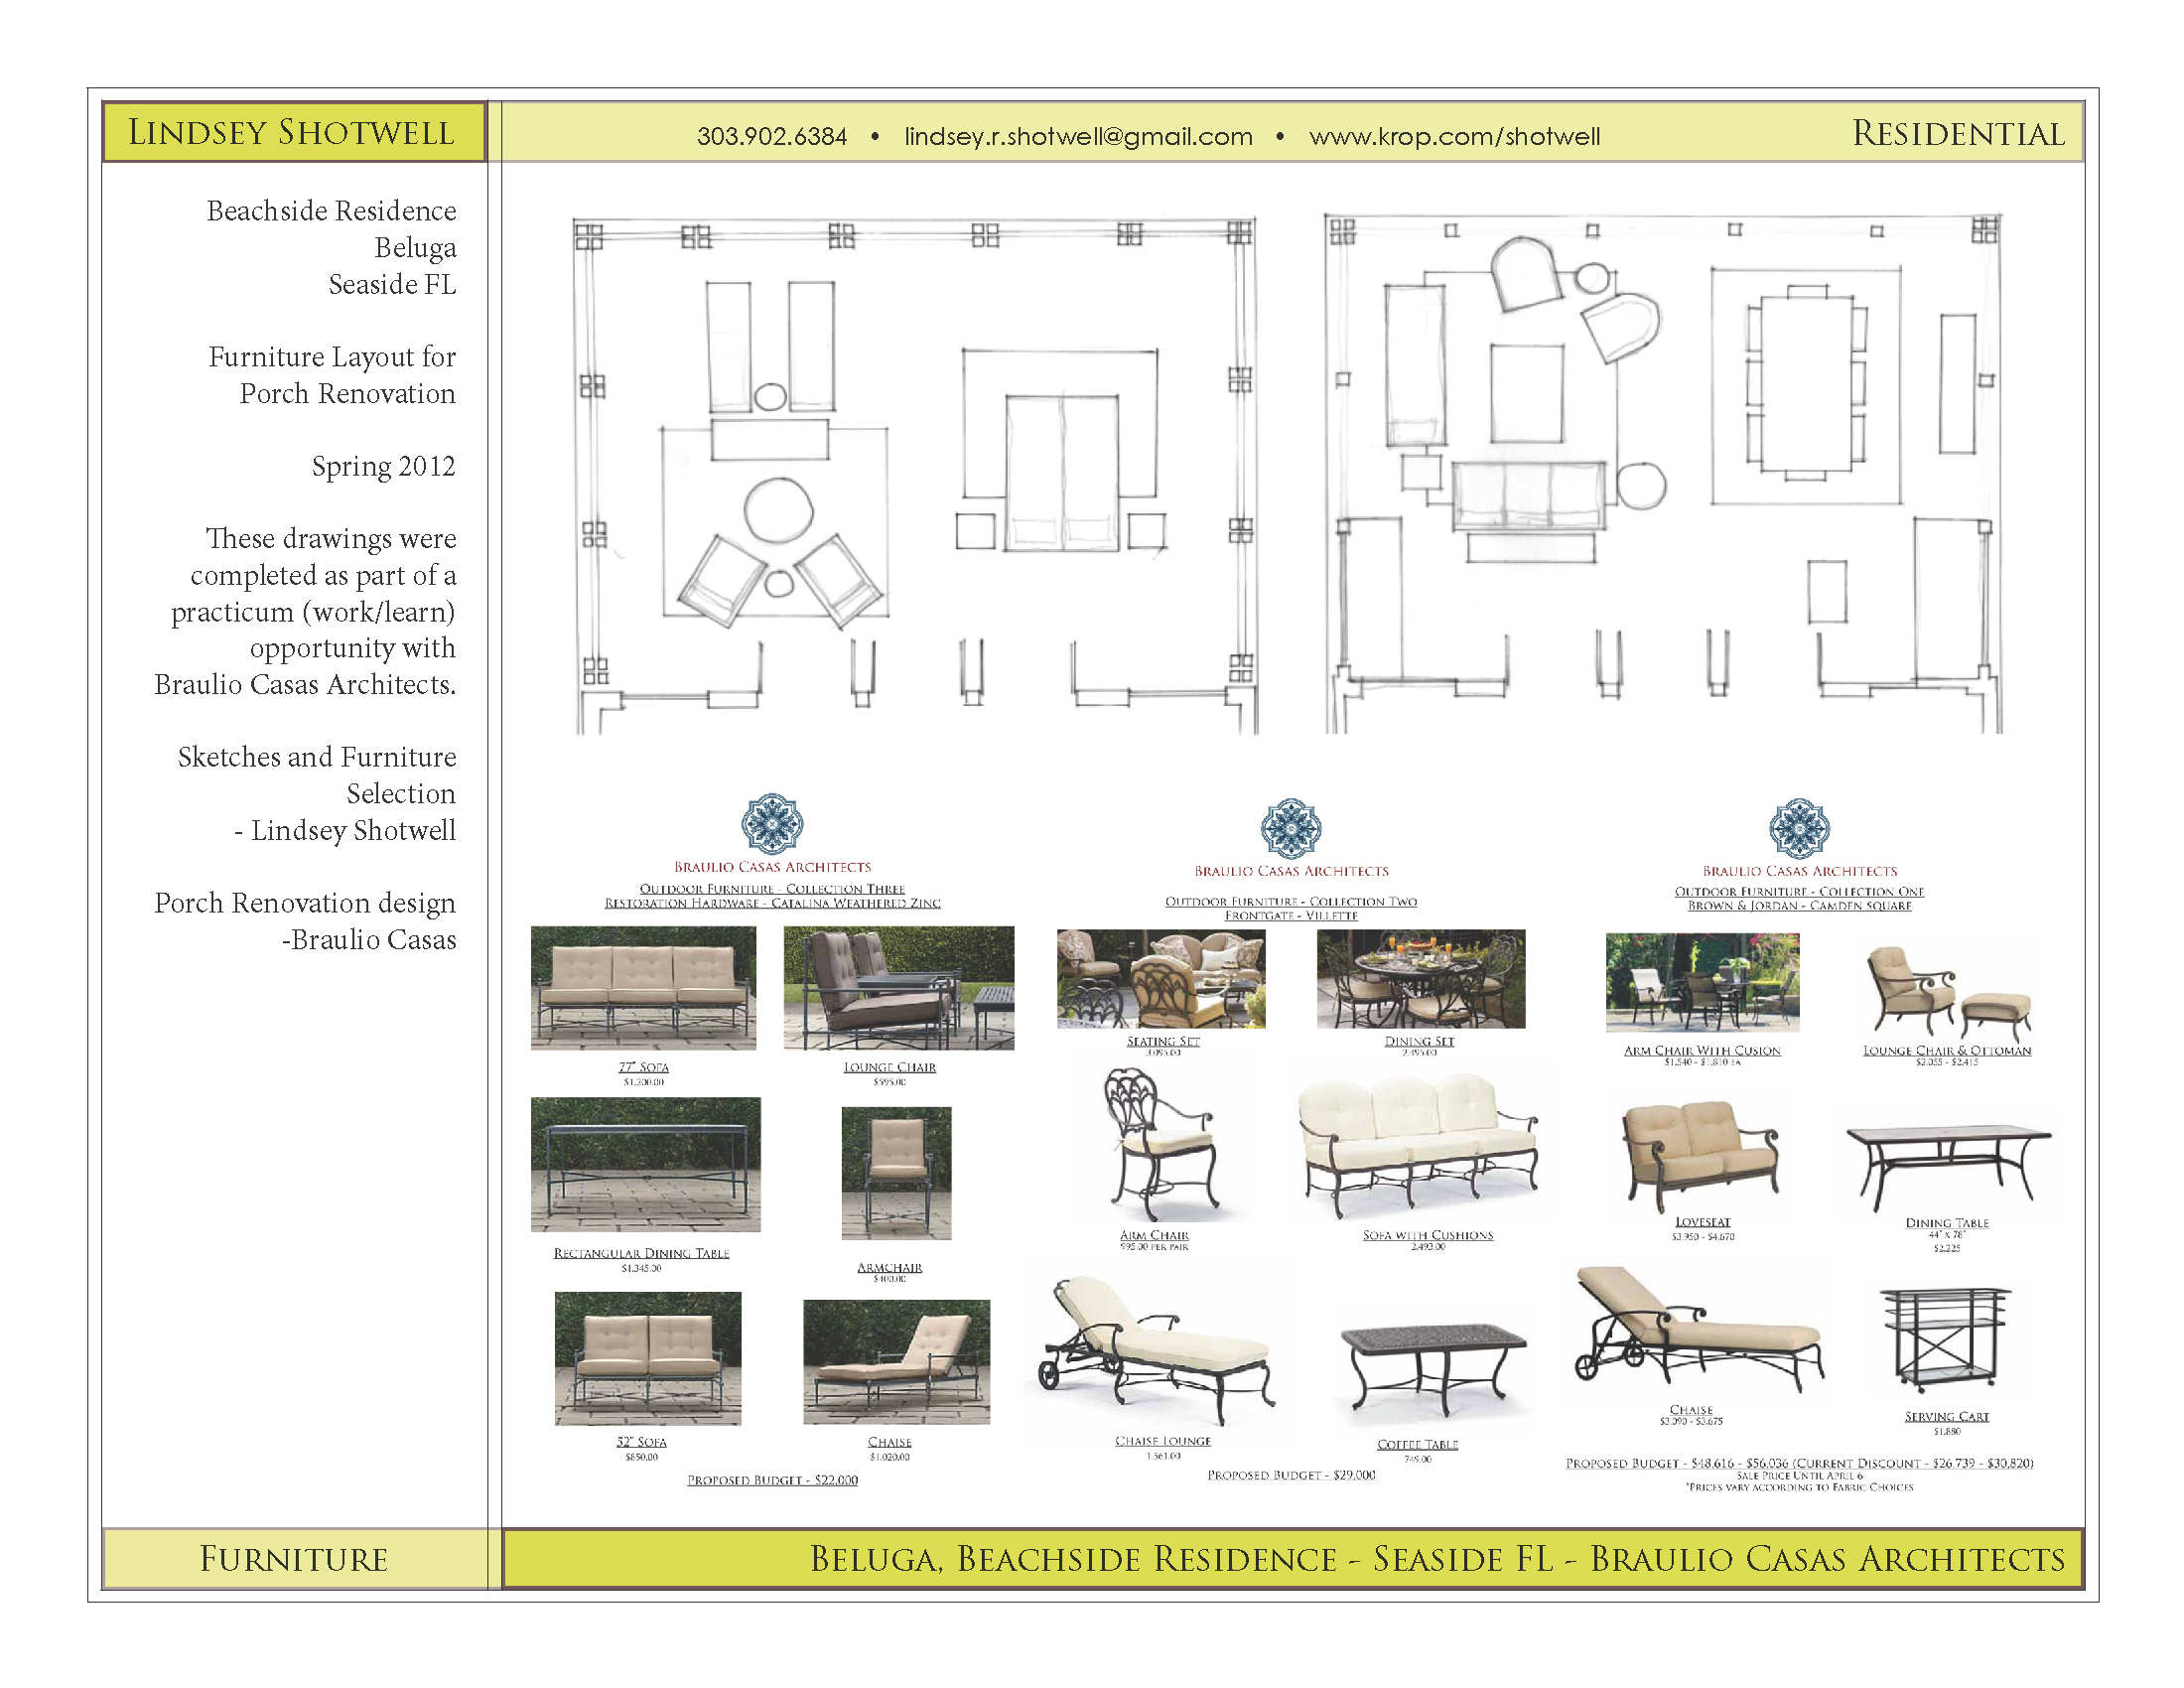 LINDSEY SHOTWELL
303.902.6384 • lindsey.r.shotwell@gmail.com • www.krop.com/shotwell
RESIDENTIAL
Beachside Residence
Beluga
Seaside FL
Furniture Layout for
Porch Renovation
Spring 2012
These drawings were
completed as part of a
practicum (work/learn)
opportunity with
Braulio Casas Architects.
Sketches and Furniture
Selection
- Lindsey Shotwell
Porch Renovation design
-Braulio Casas
BRAULIO CASAS ARCHITECTS
OUTDOOR FURNITURE - COLLECTION THREE
RESTORATION HARDWARE - CATALINA WEATHERED ZINC
77" SOFA
$1,200.00
LOUNGE CHAIR
$595.00
RECTANGULAR DINING TABLE
$1,345.00
ARMCHAIR
$400.00
52" SOFA
$850.00
CHAISE
$1,020.00
PROPOSED BUDGET - $22,000
BRAULIO CASAS ARCHITECTS
OUTDOOR FURNITURE - COLLECTION TWO
FRONTGATE - VILLETTE
SEATING SET
3,095.00
DINING SET
2,495.00
ARM CHAIR
995.00 PER PAIR
SOFA WITH CUSHIONS
2,493.00
CHAISE LOUNGE
1,561.00
COFFEE TABLE
749.00
PROPOSED BUDGET - $29,000
BRAULIO CASAS ARCHITECTS
OUTDOOR FURNITURE - COLLECTION ONE
BROWN & JORDAN - CAMDEN SQUARE
ARM CHAIR WITH CUSION
$1,540 - $1,810 EA
LOUNGE CHAIR & OTTOMAN
$2,055 - $2,415
LOVESEAT
$3,950 - $4,670
DINING TABLE
44" X 78"
$2,225
CHAISE
$3,090 - $3,675
SERVING CART
$1,880
PROPOSED BUDGET - $48,616 - $56,036 (CURRENT DISCOUNT - $26,739 - $30,820)
SALE PRICE UNTIL APRIL 6
*PRICES VARY ACCORDING TO FABRIC CHOICES
FURNITURE
BELUGA, BEACHSIDE RESIDENCE - SEASIDE FL - BRAULIO CASAS ARCHITECTS